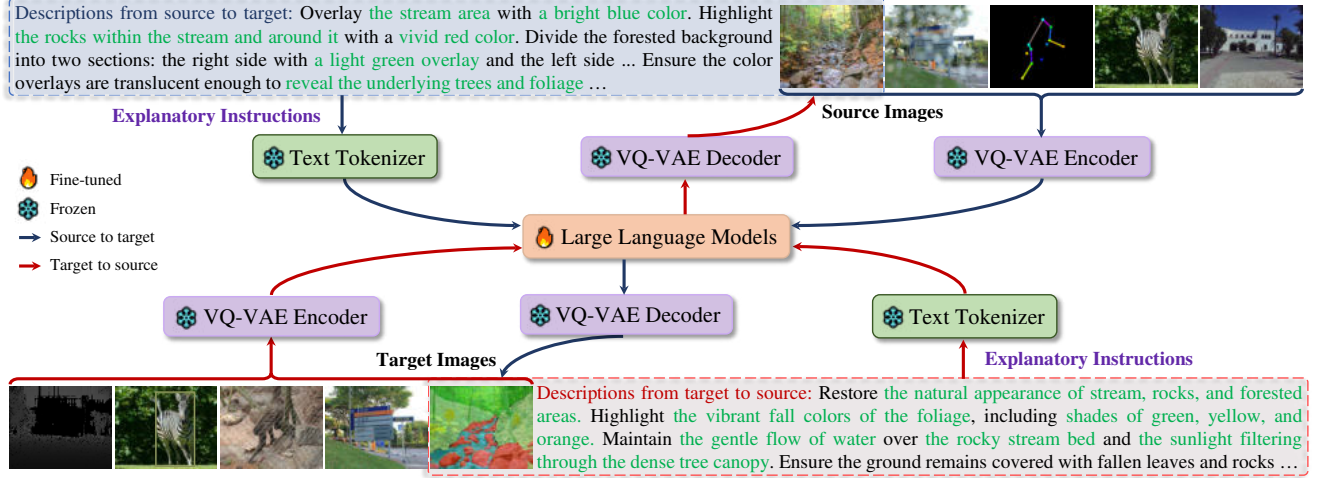 Descriptions from source to target: Overlay the stream area with a bright blue color. Highlight
the rocks within the stream and around it with a vivid red color. Divide the forested background
into two sections: the right side with a light green overlay and the left side ... Ensure the color
overlays are translucent enough to reveal the underlying trees and foliage ...
Explanatory Instructions
Source Images
Text Tokenizer
VQ-VAE Decoder
VQ-VAE Encoder
Fine-tuned
Frozen
Source to target
Target to source
Large Language Models
VQ-VAE Encoder
VQ-VAE Decoder
Text Tokenizer
Target Images
Explanatory Instructions
Descriptions from target to source: Restore the natural appearance of stream, rocks, and forested
areas. Highlight the vibrant fall colors of the foliage, including shades of green, yellow, and
orange. Maintain the gentle flow of water over the rocky stream bed and the sunlight filtering
through the dense tree canopy. Ensure the ground remains covered with fallen leaves and rocks ...